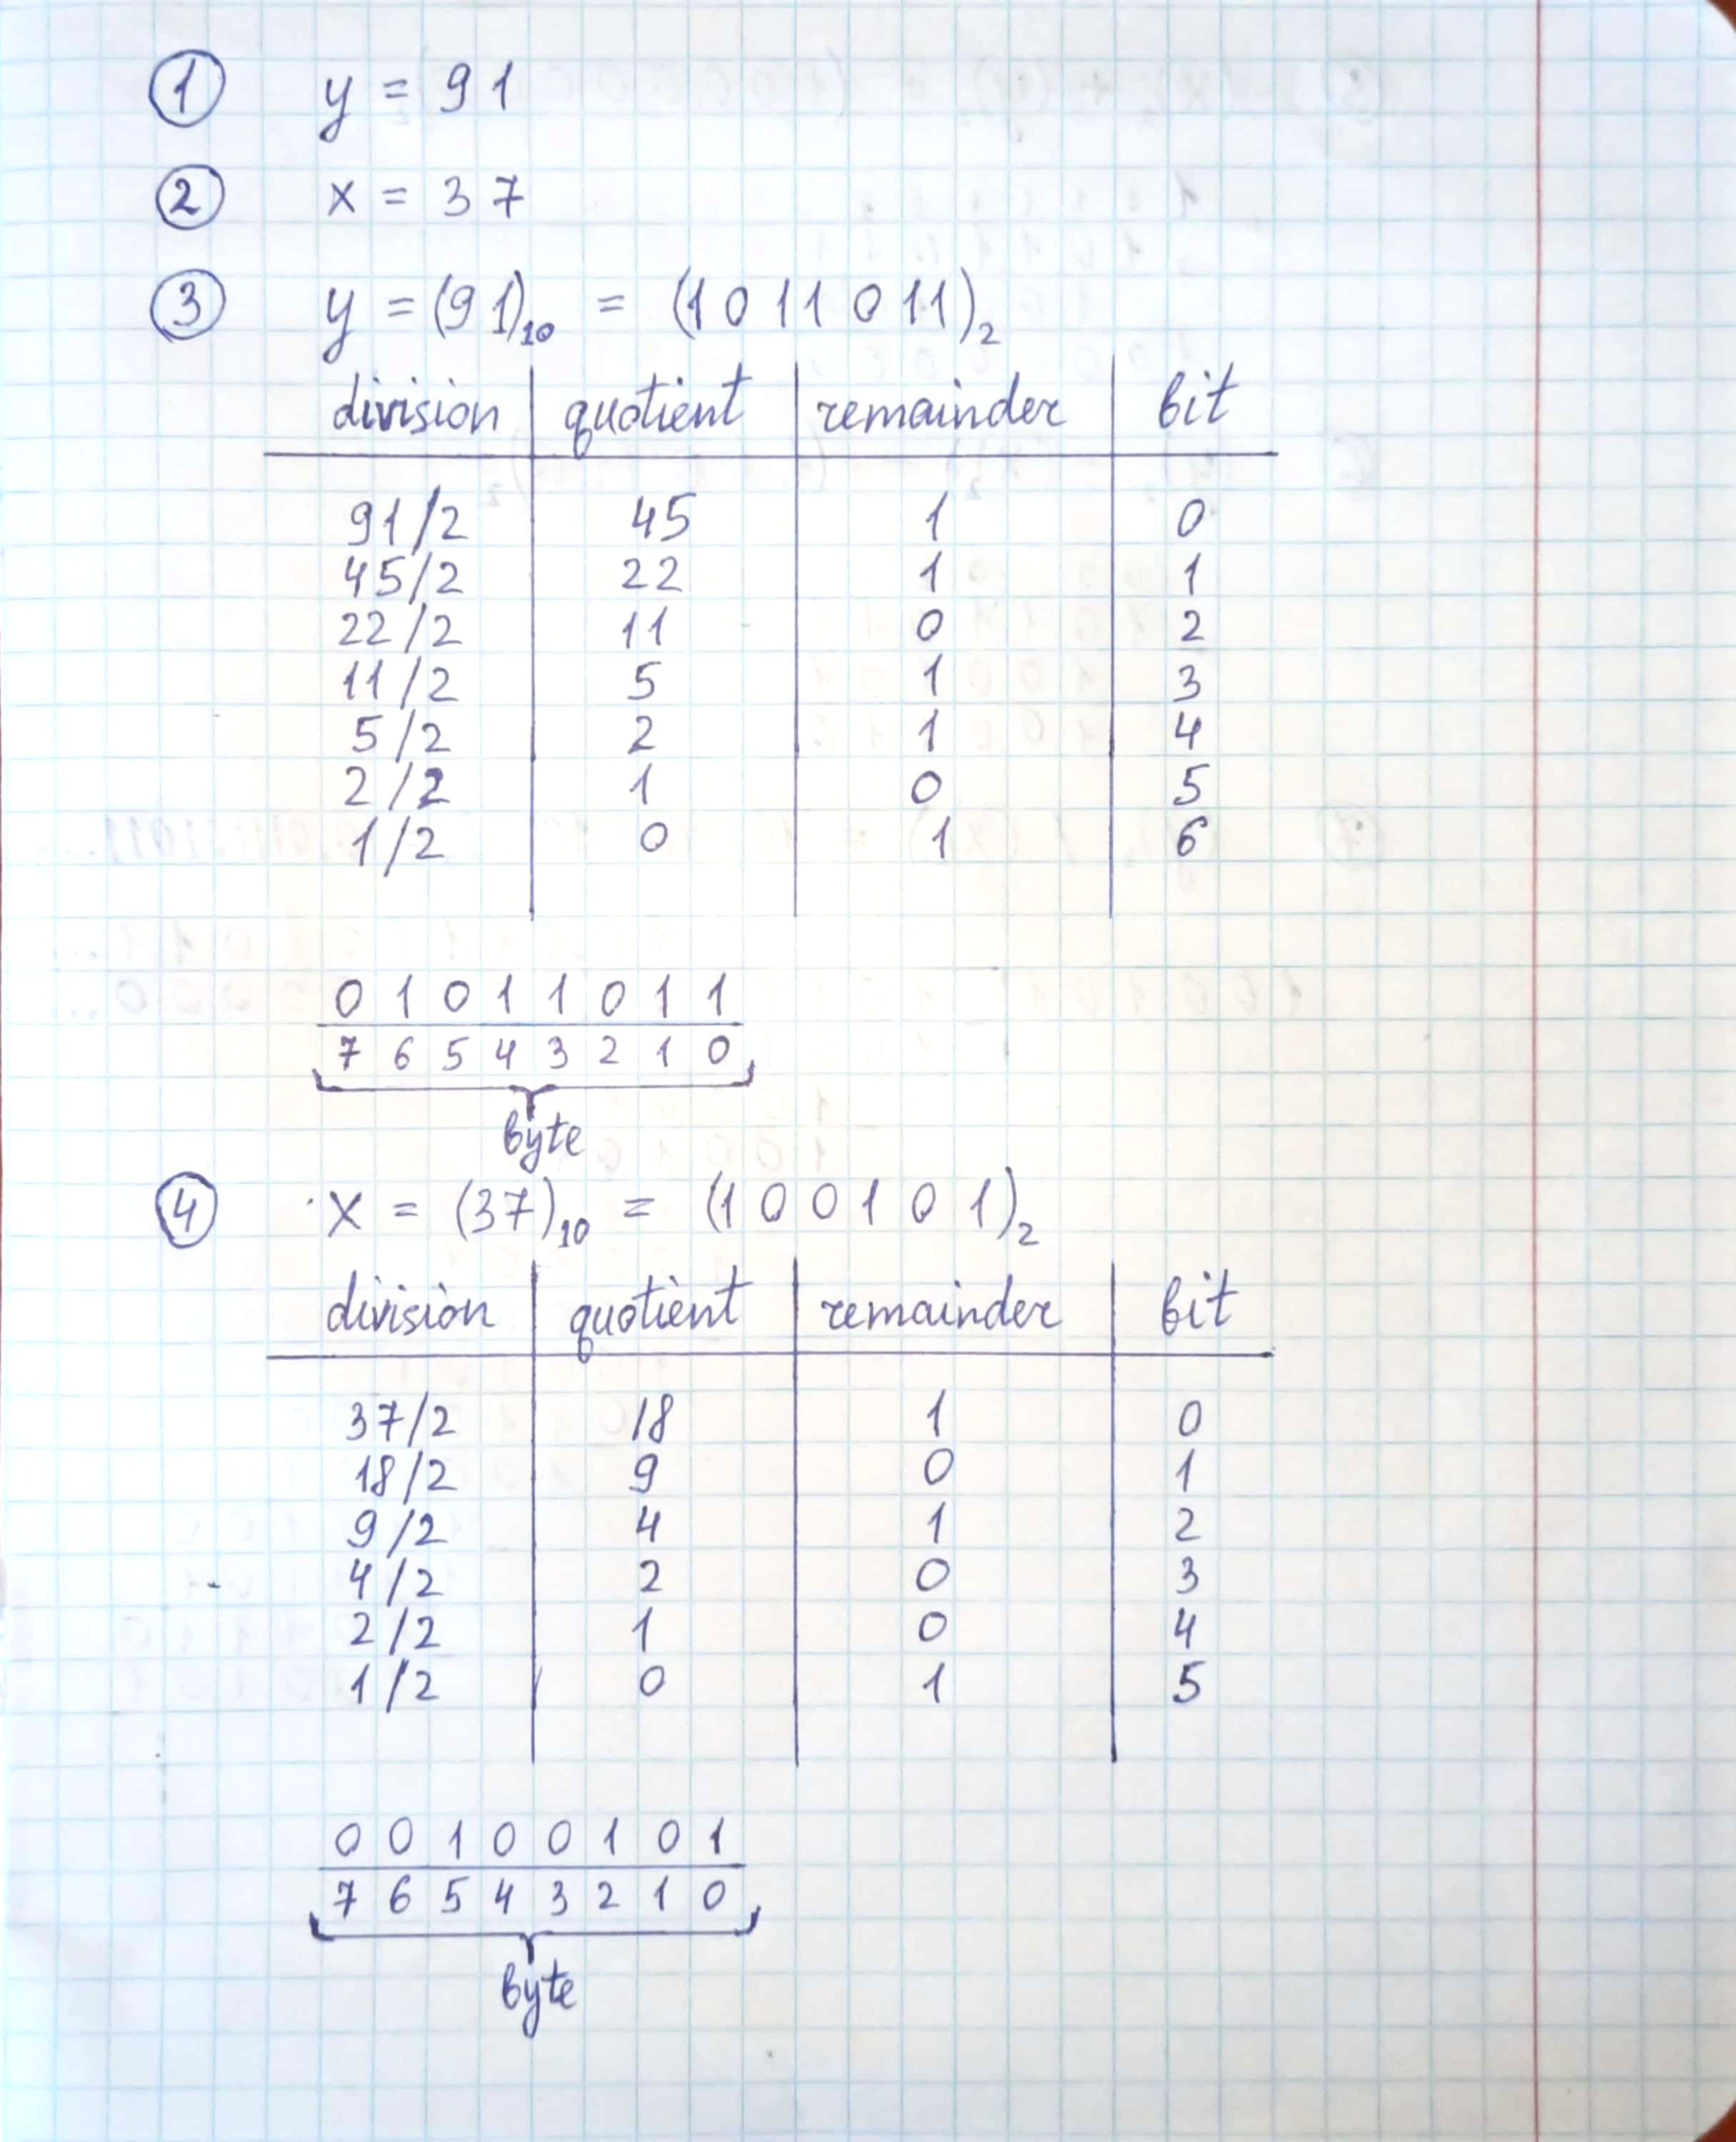 ① y = 91
② x = 37
③ y = (91)₁₀ = (1011011)₂
division quotient remainder bit
91/2 45 1 0
45/2 22 1 1
22/2 11 0 2
11/2 5 1 3
5/2 2 1 4
2/2 1 0 5
1/2 0 1 6
0 1 0 1 1 0 1 1
7 6 5 4 3 2 1 0
byte
④ x = (37)₁₀ = (100101)₂
division quotient remainder bit
37/2 18 1 0
18/2 9 0 1
9/2 4 1 2
4/2 2 0 3
2/2 1 0 4
1/2 0 1 5
0 0 1 0 0 1 0 1
7 6 5 4 3 2 1 0
byte